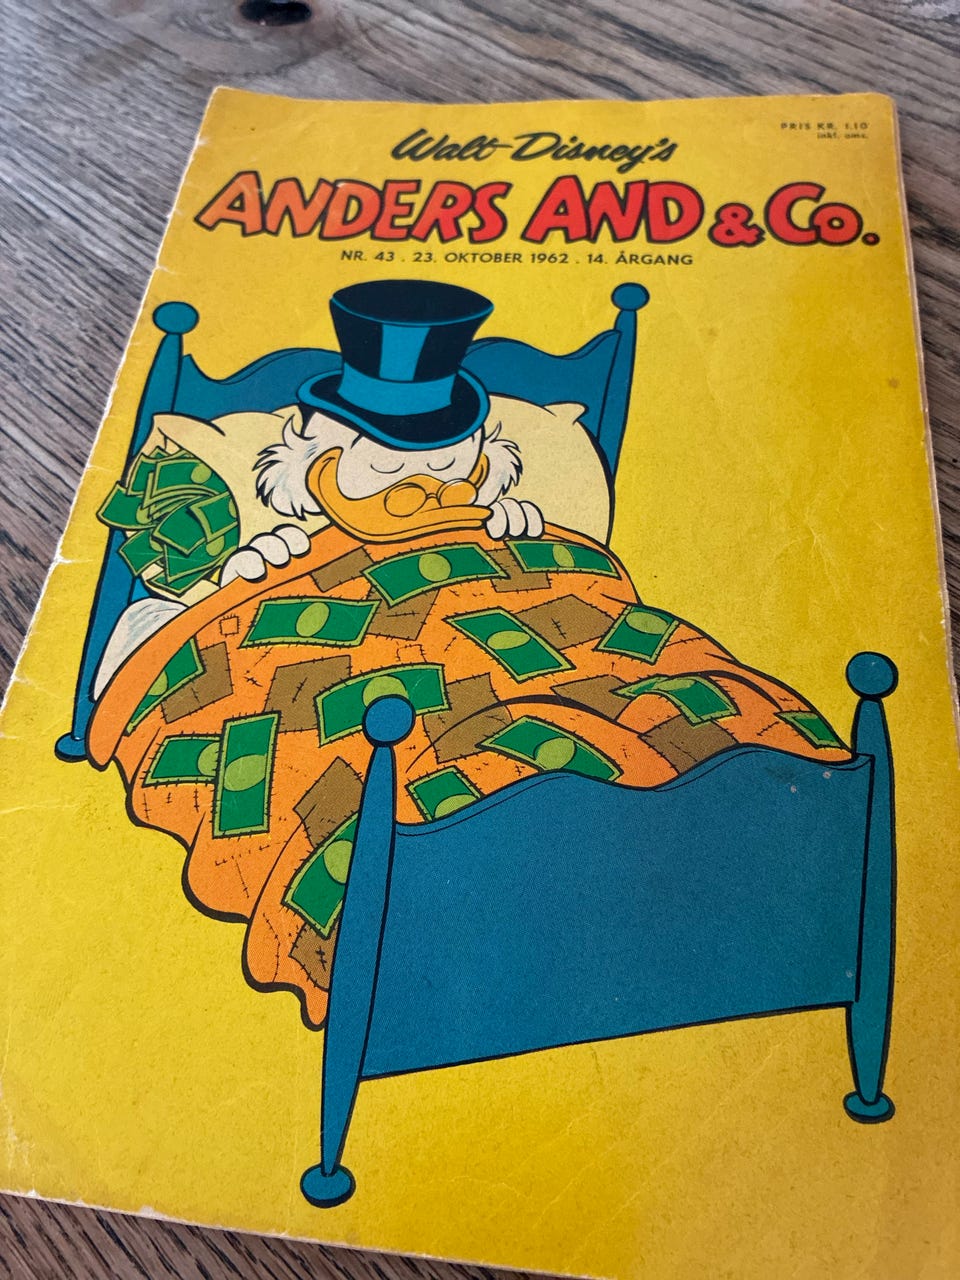 PRIS KR. 1.10
inkl. oms.
Walt Disney's
ANDERS AND & Co.
NR. 43 . 23. OKTOBER 1962 . 14. ÅRGANG